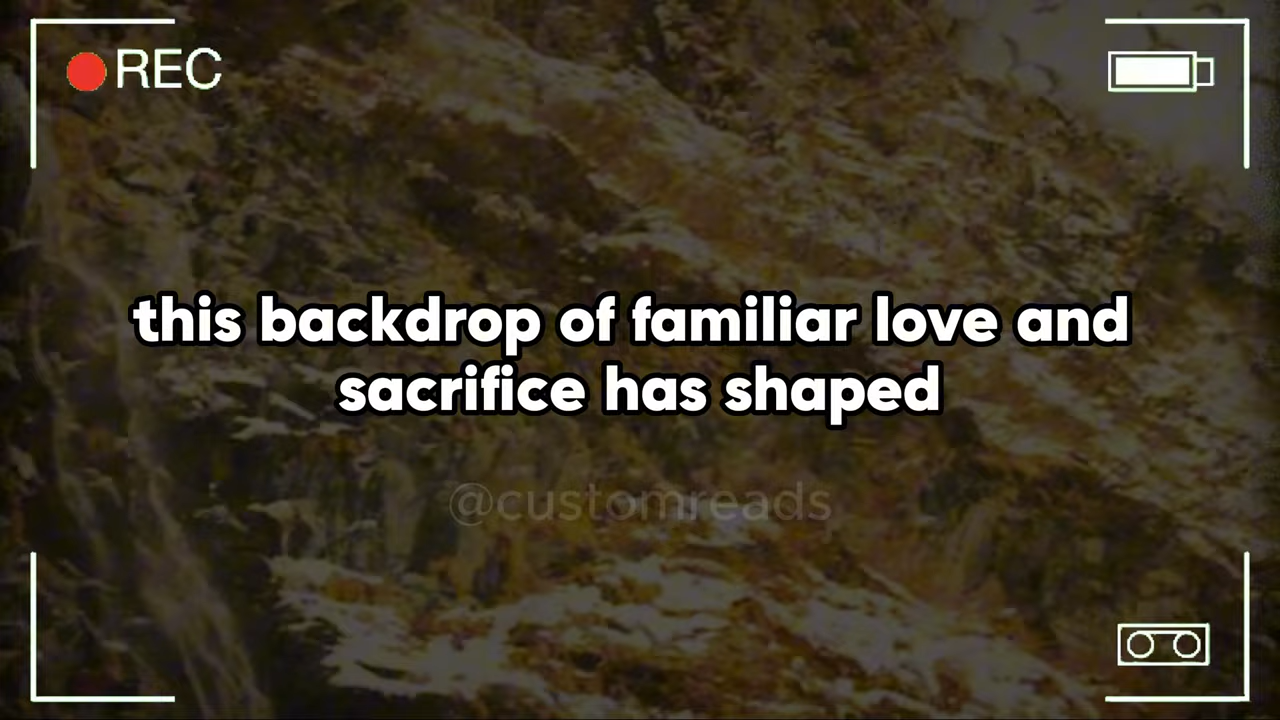 REC
this backdrop of familiar love and
sacrifice has shaped
@customreads